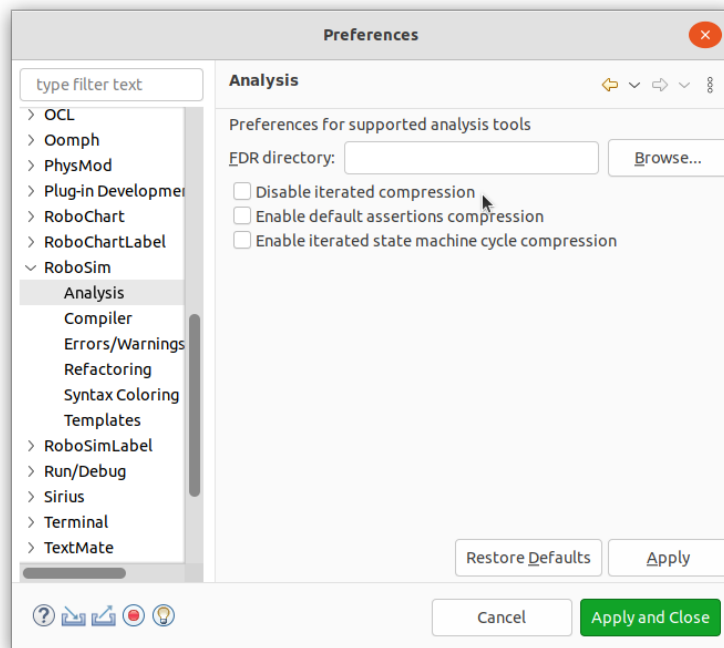 Preferences
type filter text
OCL
Oomph
PhysMod
Plug-in Developmen
RoboChart
RoboChartLabel
RoboSim
Analysis
Compiler
Errors/Warnings
Refactoring
Syntax Coloring
Templates
RoboSimLabel
Run/Debug
Sirius
Terminal
TextMate
Analysis
Preferences for supported analysis tools
FDR directory:
Browse...
Disable iterated compression
Enable default assertions compression
Enable iterated state machine cycle compression
Restore Defaults
Apply
Cancel
Apply and Close